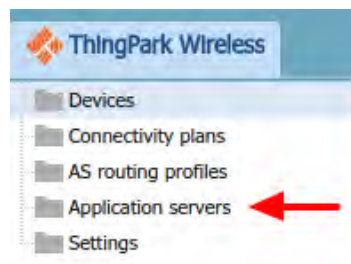 ThingPark Wireless
Devices
Connectivity plans
AS routing profiles
Application servers
Settings